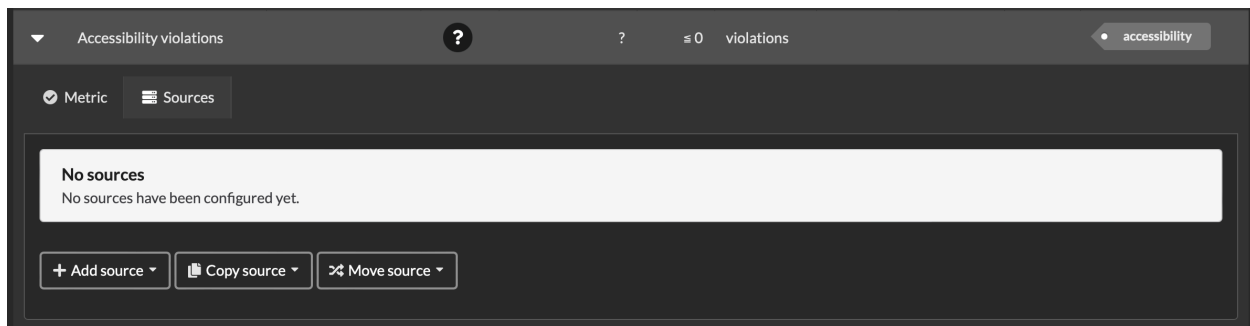 Accessibility violations ? ? ≦ 0 violations accessibility
Metric Sources
No sources
No sources have been configured yet.
Add source Copy source Move source